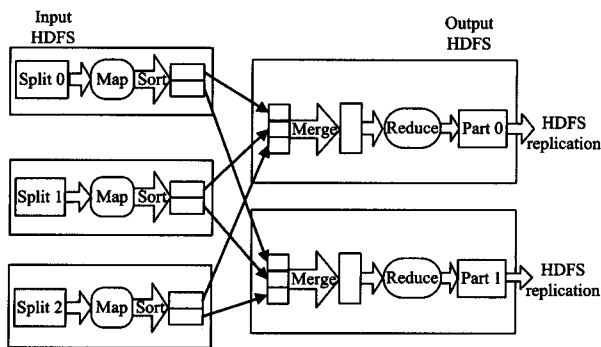 Input
HDFS
Split 0 Map Sort
Split 1 Map Sort
Split 2 Map Sort
Output
HDFS
Merge Reduce Part 0
HDFS
replication
Merge Reduce Part 1
HDFS
replication